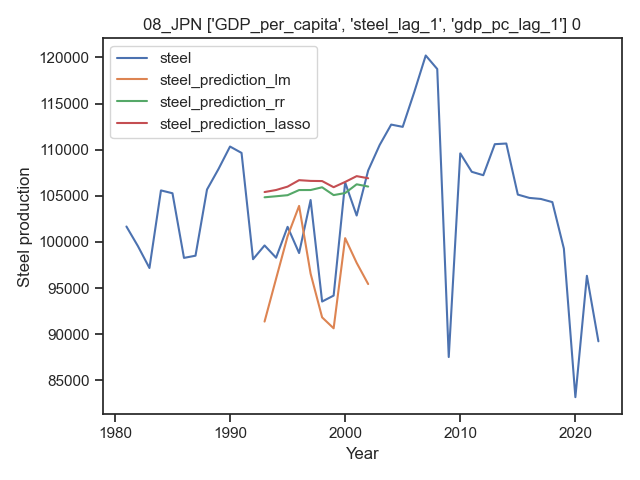 08_JPN ['GDP_per_capita', 'steel_lag_1', 'gdp_pc_lag_1'] 0
steel
steel_prediction_lm
steel_prediction_rr
steel_prediction_lasso
Steel production
120000
115000
110000
105000
100000
95000
90000
85000
1980
1990
2000
2010
2020
Year